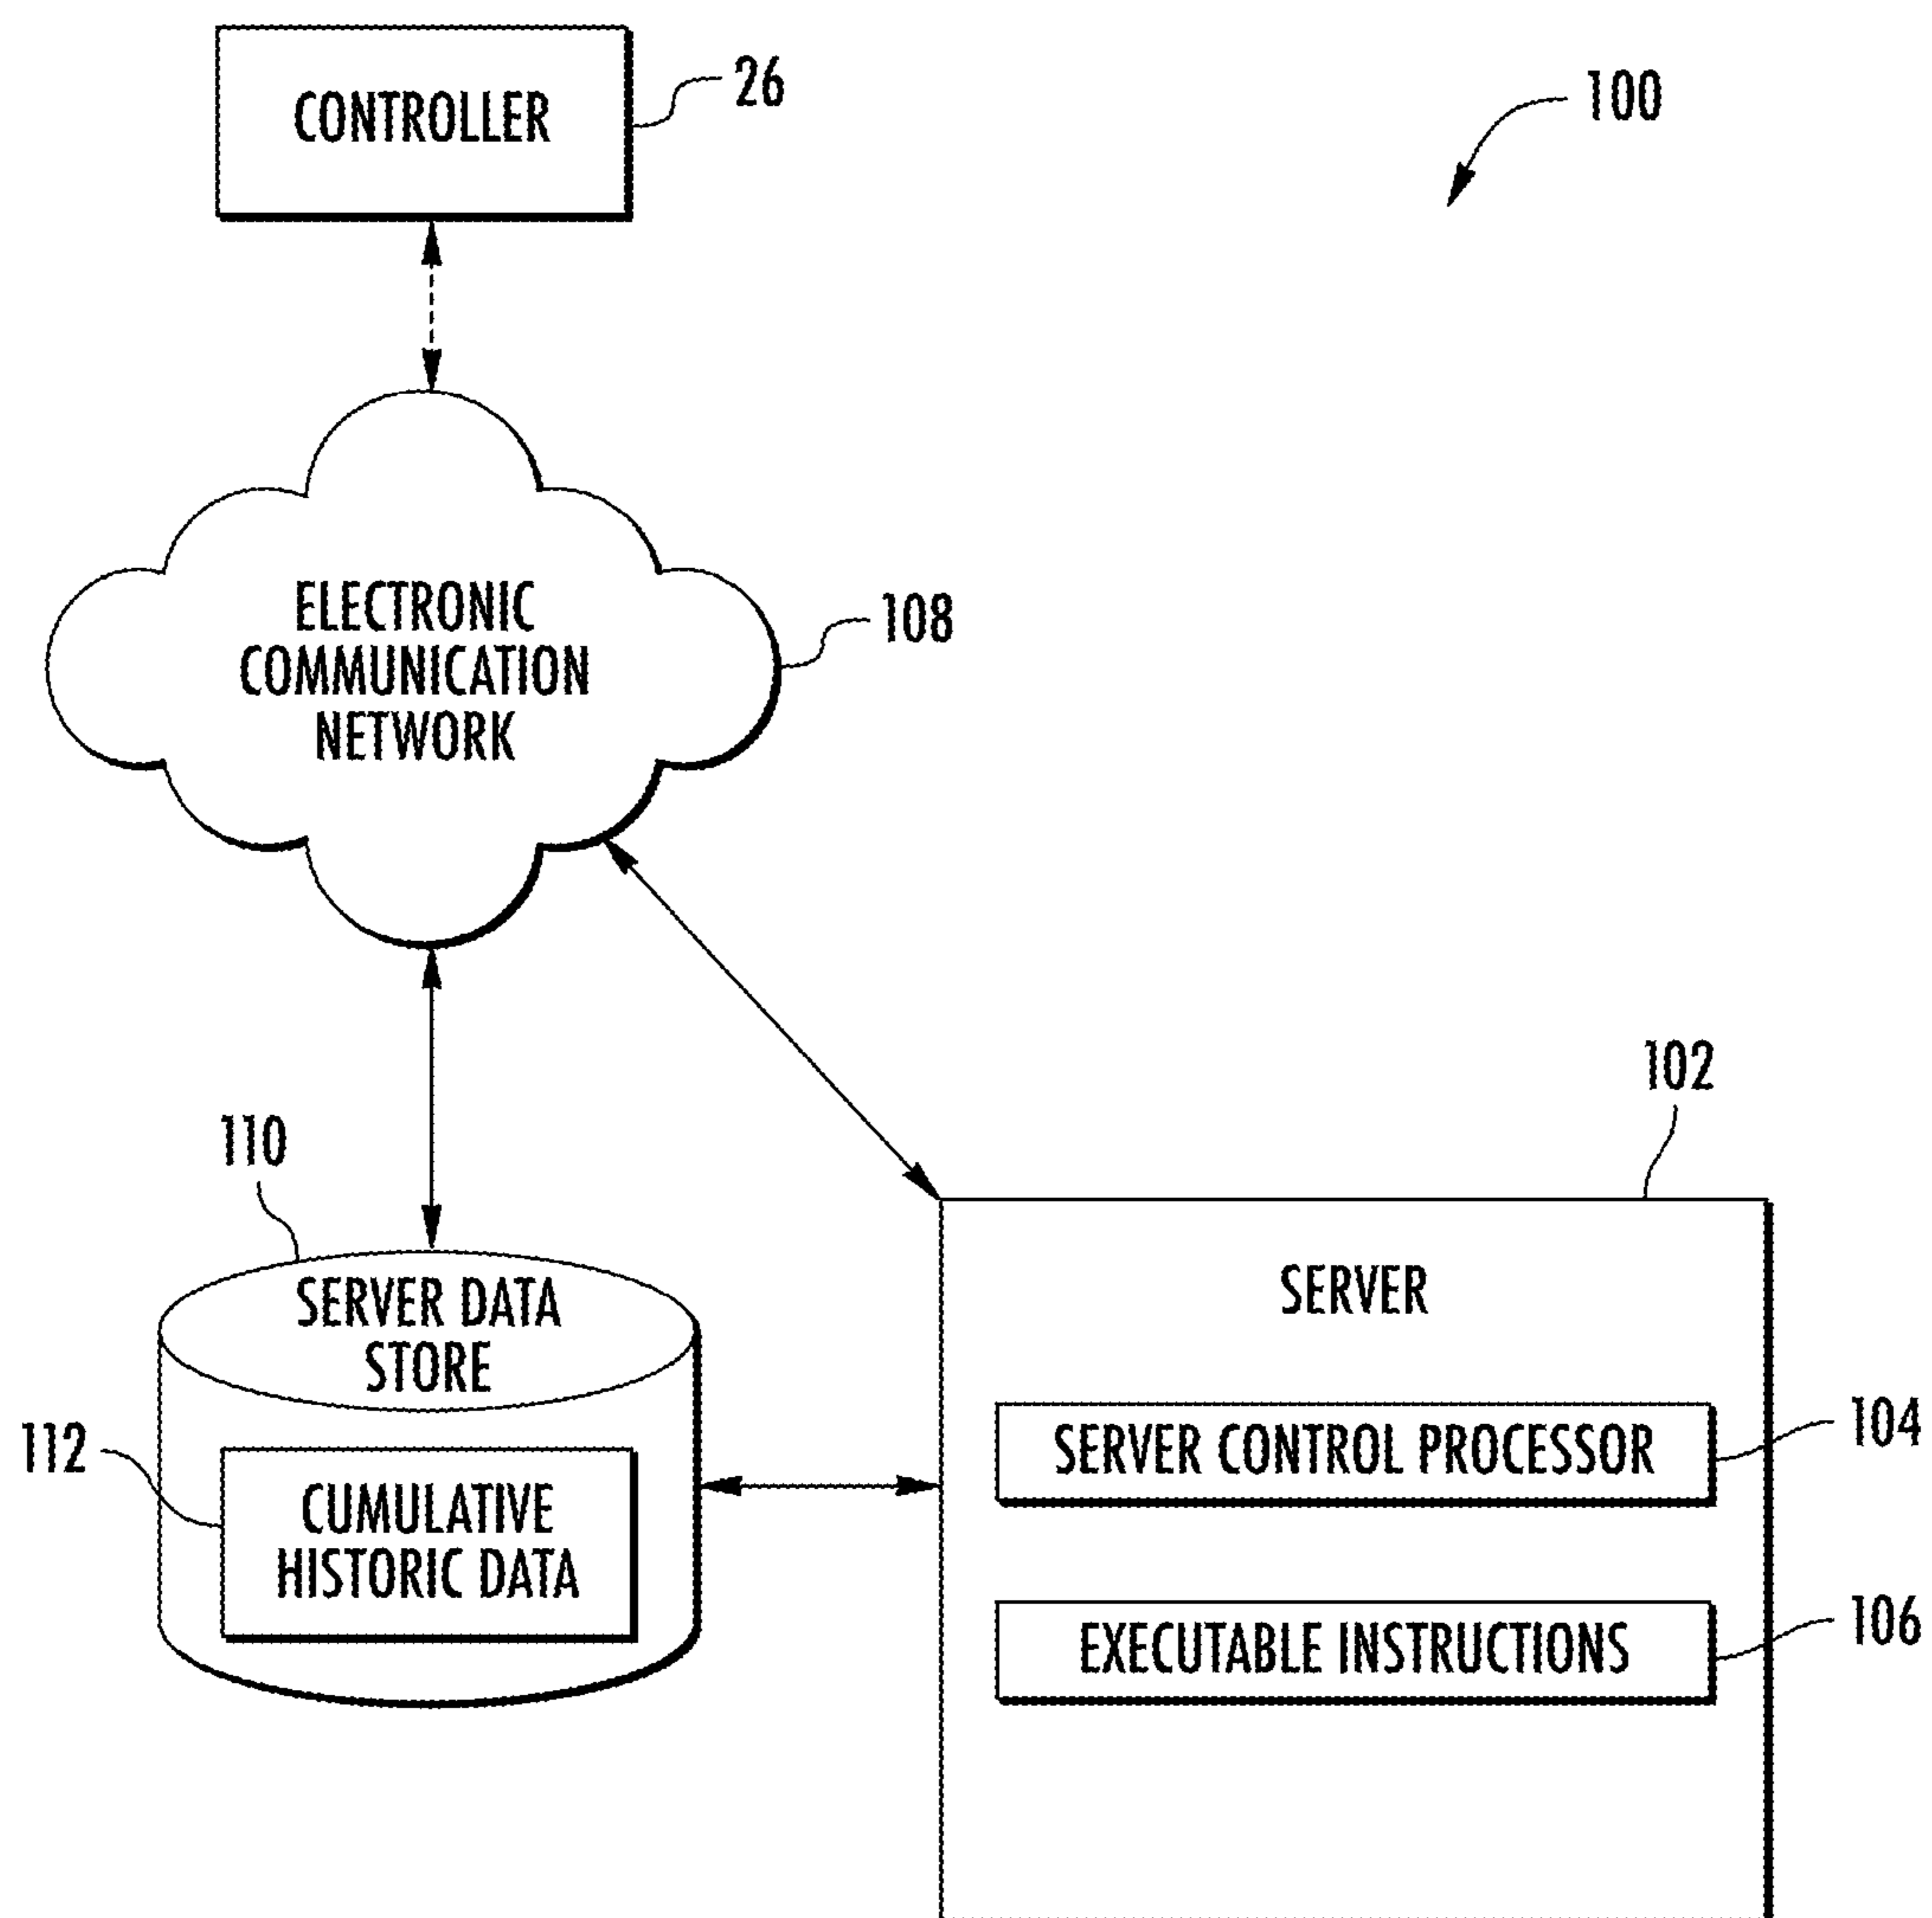 CONTROLLER
26
100
ELECTRONIC
COMMUNICATION
NETWORK
108
102
110
SERVER DATA
STORE
SERVER
112
CUMULATIVE
HISTORIC DATA
SERVER CONTROL PROCESSOR
104
EXECUTABLE INSTRUCTIONS
106